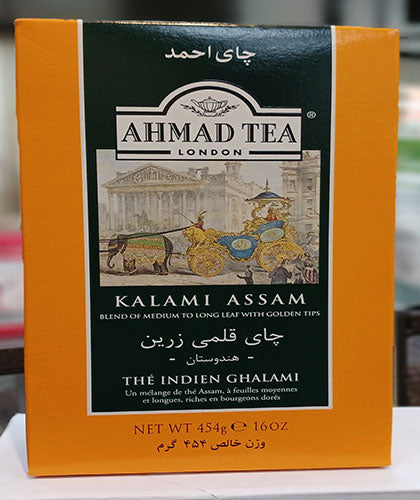 چای احمد
AHMAD TEA®
LONDON
KALAMI ASSAM
BLEND OF MEDIUM TO LONG LEAF WITH GOLDEN TIPS
چای قلمی زرین
- هندوستان -
THÉ INDIEN GHALAMI
Un mélange de thé Assam, à feuilles moyennes
et longues, riches en bourgeons dorés
NET WT 454g ℮ 16OZ
وزن خالص ۴۵۴ گرم